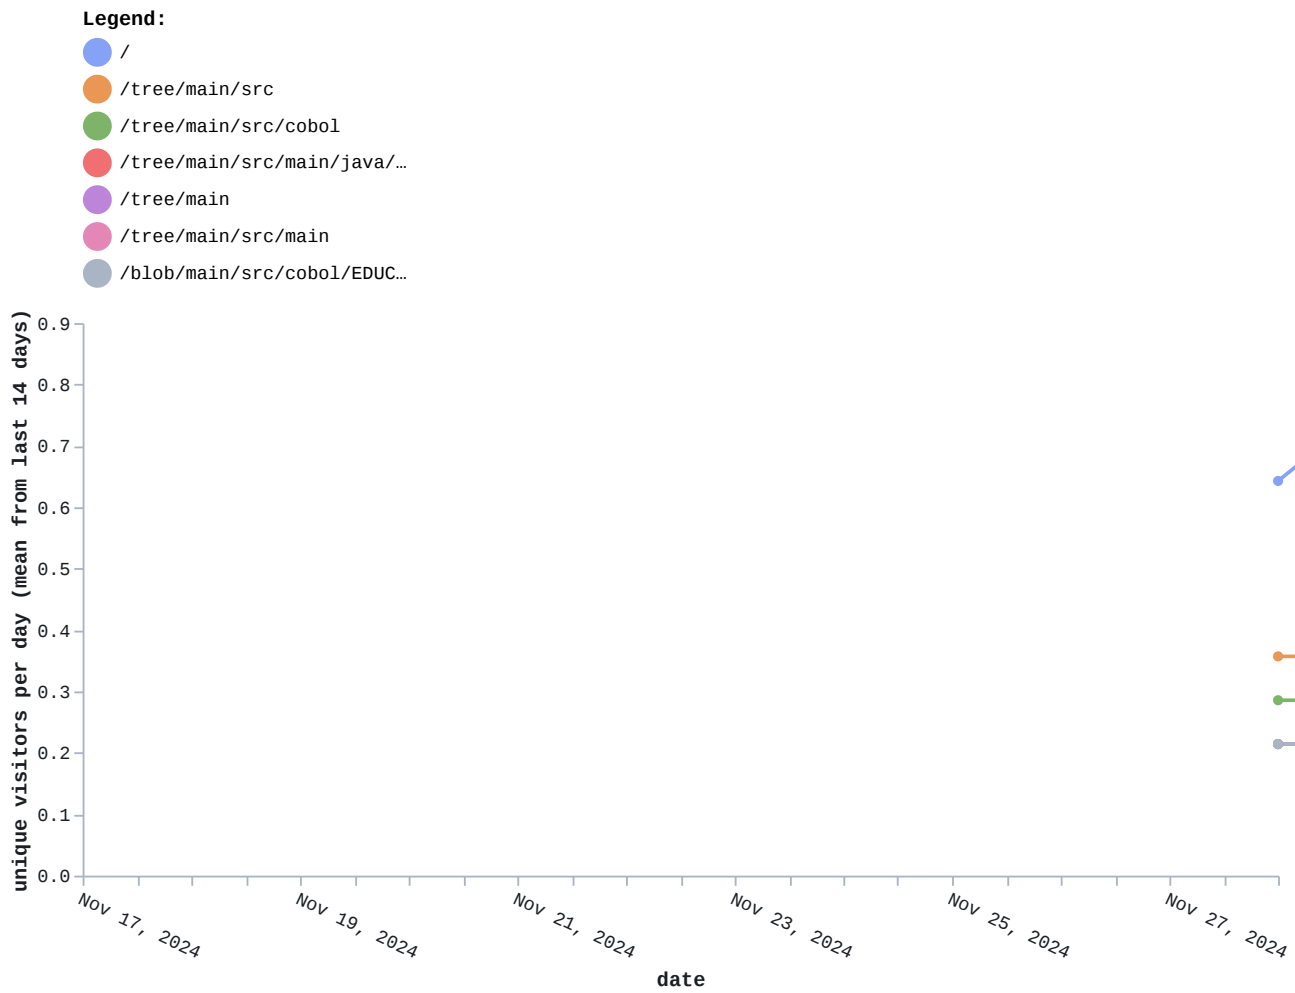 Legend:
/
/tree/main/src
/tree/main/src/cobol
/tree/main/src/main/java/…
/tree/main
/tree/main/src/main
/blob/main/src/cobol/EDUC…
unique visitors per day (mean from last 14 days)
0.9
0.8
0.7
0.6
0.5
0.4
0.3
0.2
0.1
0.0
Nov 17, 2024
Nov 19, 2024
Nov 21, 2024
Nov 23, 2024
Nov 25, 2024
Nov 27, 2024
date